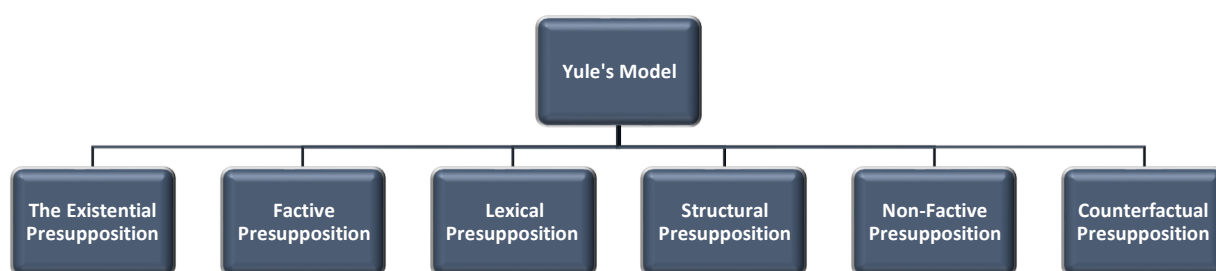 Yule's Model
The Existential
Presupposition
Factive
Presupposition
Lexical
Presupposition
Structural
Presupposition
Non-Factive
Presupposition
Counterfactual
Presupposition